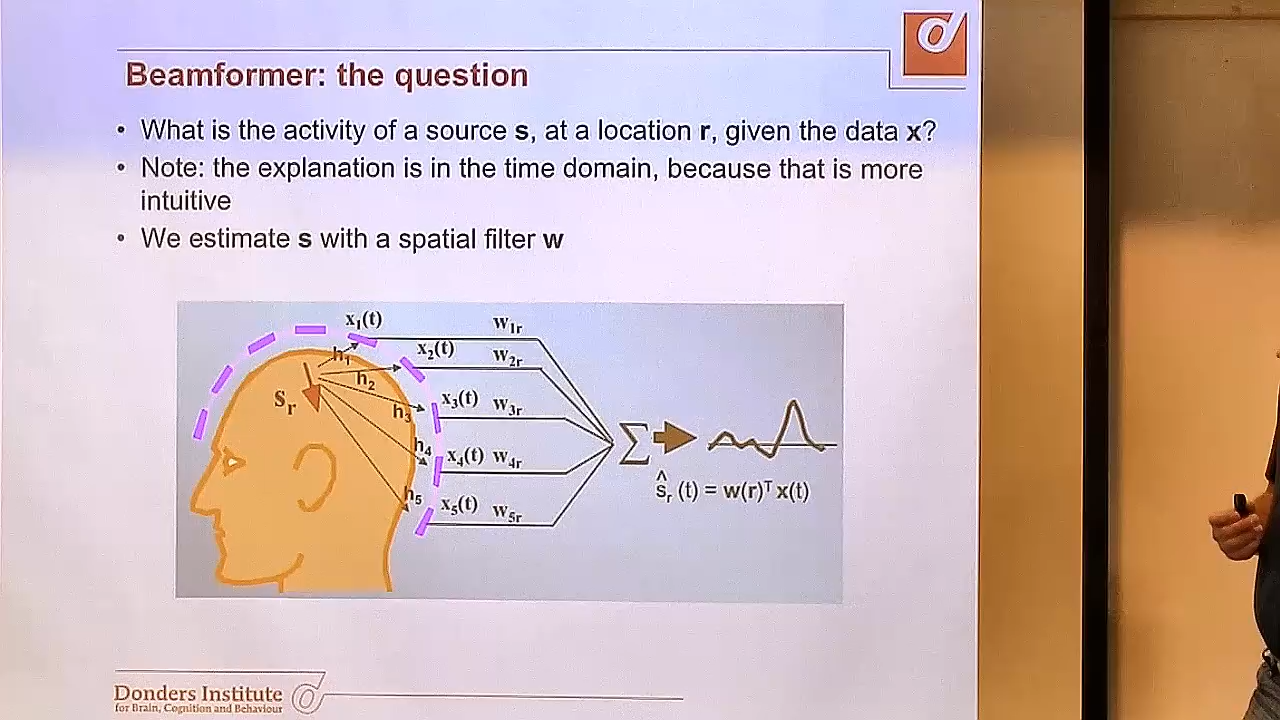 Beamformer: the question
• What is the activity of a source s, at a location r, given the data x?
• Note: the explanation is in the time domain, because that is more
intuitive
• We estimate s with a spatial filter w
x₁(t) w₁ᵣ
h₁
x₂(t) w₂ᵣ
h₂
Sᵣ
x₃(t) w₃ᵣ
h₃
h₄
x₄(t) w₄ᵣ
h₅
x₅(t) w₅ᵣ
Σ
ŝᵣ (t) = w(r)ᵀ x(t)
Donders Institute
for Brain, Cognition and Behaviour